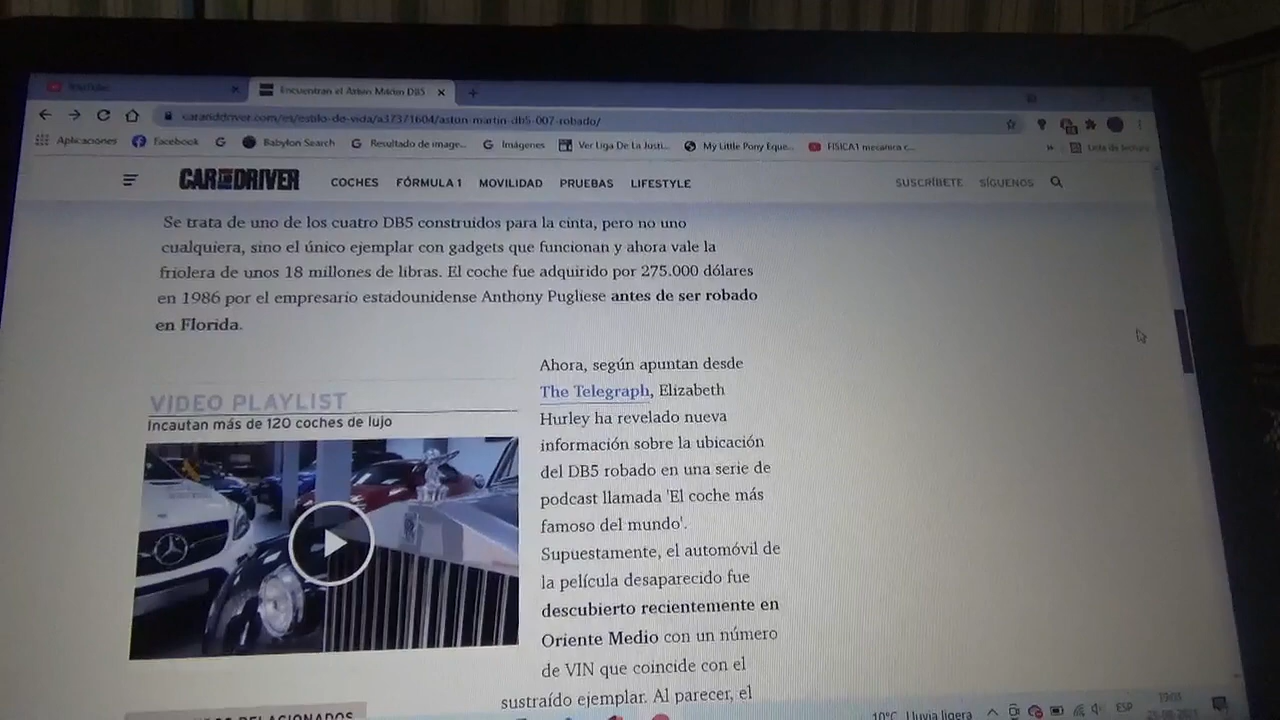 YouTube
Encuentran el Aston Martin DB5
caranddriver.com/es/estilo-de-vida/a37371604/aston-martin-db5-007-robado/
Aplicaciones
Facebook
Babylon Search
Resultado de image...
Imágenes
Ver Liga De La Justi...
My Little Pony Eque...
FISICA1 mecanica c...
»
Lista de lectura
CAR AND DRIVER
COCHES
FÓRMULA 1
MOVILIDAD
PRUEBAS
LIFESTYLE
SUSCRÍBETE
SÍGUENOS
Se trata de uno de los cuatro DB5 construidos para la cinta, pero no uno
cualquiera, sino el único ejemplar con gadgets que funcionan y ahora vale la
friolera de unos 18 millones de libras. El coche fue adquirido por 275.000 dólares
en 1986 por el empresario estadounidense Anthony Pugliese antes de ser robado
en Florida.
VIDEO PLAYLIST
Incautan más de 120 coches de lujo
Ahora, según apuntan desde
The Telegraph, Elizabeth
Hurley ha revelado nueva
información sobre la ubicación
del DB5 robado en una serie de
podcast llamada 'El coche más
famoso del mundo'.
Supuestamente, el automóvil de
la película desaparecido fue
descubierto recientemente en
Oriente Medio con un número
de VIN que coincide con el
sustraído ejemplar. Al parecer, el
RELACIONADOS
10°C Lluvia ligera
ESP